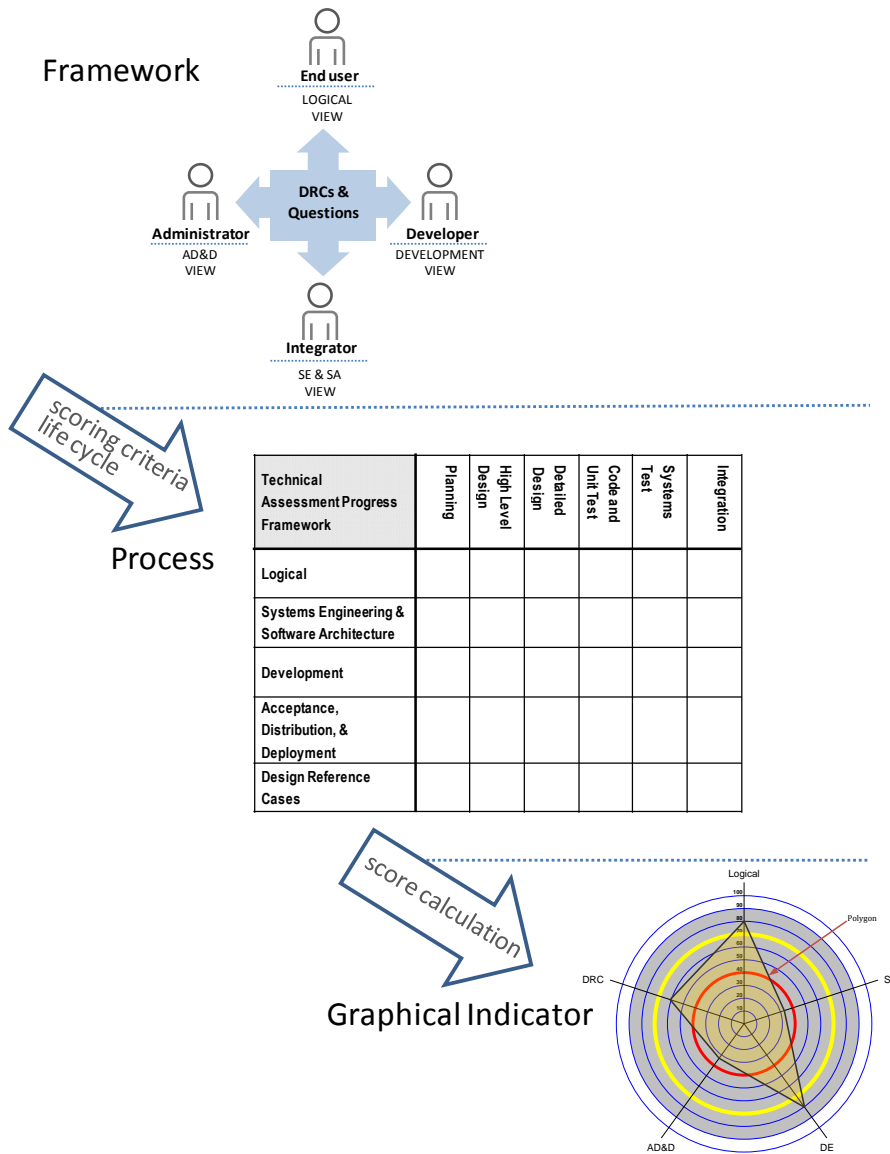 Framework
End user
LOGICAL
VIEW
DRCs &
Questions
Administrator
AD&D
VIEW
Developer
DEVELOPMENT
VIEW
Integrator
SE & SA
VIEW
scoring criteria
life cycle
Process
Technical
Assessment Progress
Framework
Planning
High Level
Design
Detailed
Design
Code and
Unit Test
Systems
Test
Integration
Logical
Systems Engineering &
Software Architecture
Development
Acceptance,
Distribution, &
Deployment
Design Reference
Cases
score calculation
Graphical Indicator
Logical
100
90
80
70
60
50
40
30
20
10
0
Polygon
DRC
S
AD&D
DE